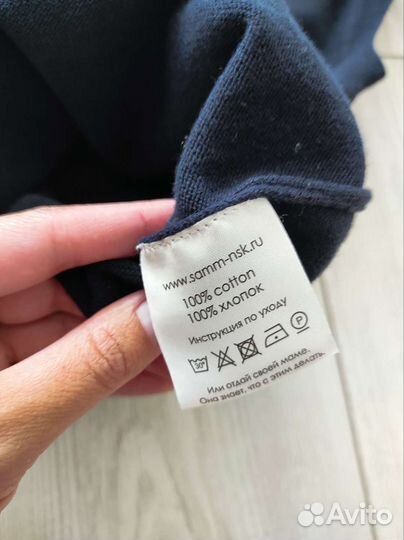 www.samm-nsk.ru
100% cotton
100% хлопок
Инструкция по уходу
30° P
Или отдай своей маме.
Она знает, что с этим делать
Avito